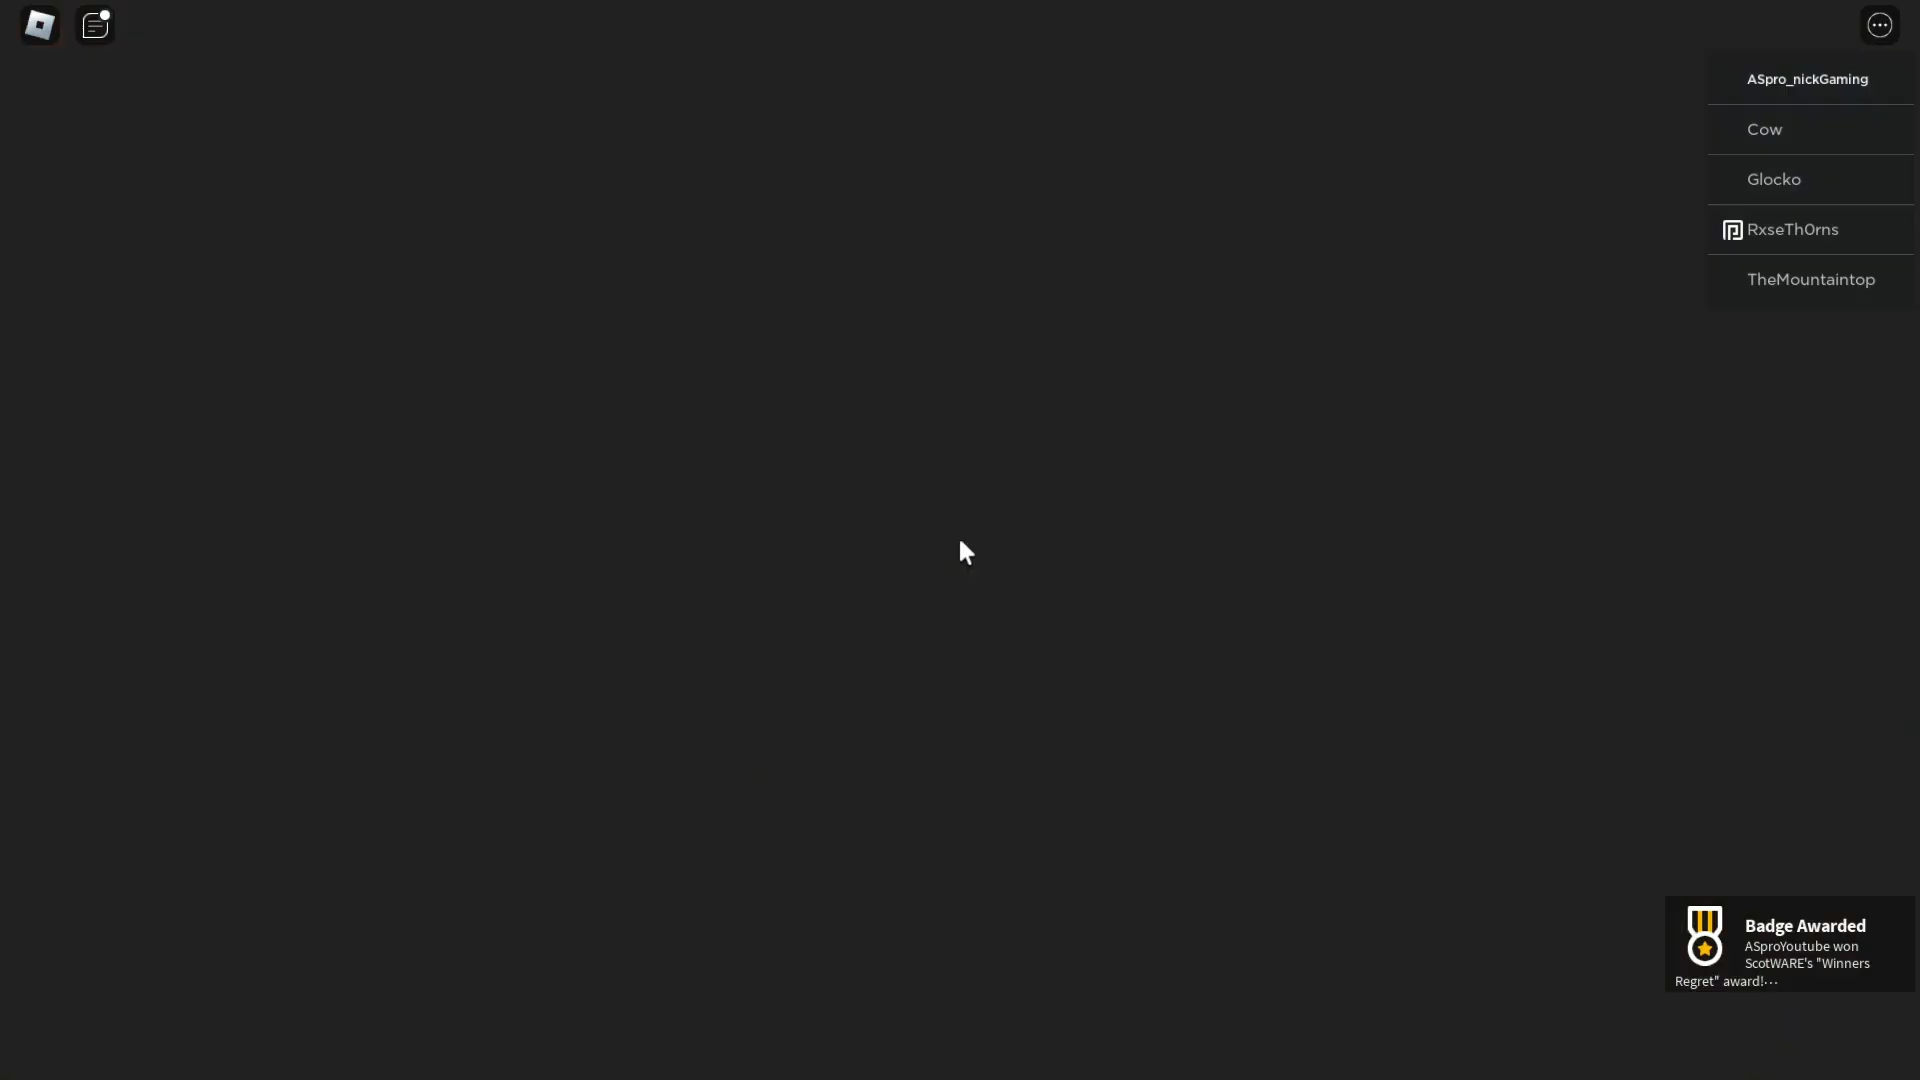 ASpro_nickGaming
Cow
Glocko
RxseTh0rns
TheMountaintop
Badge Awarded
ASproYoutube won
ScotWARE's "Winners
Regret" award!···